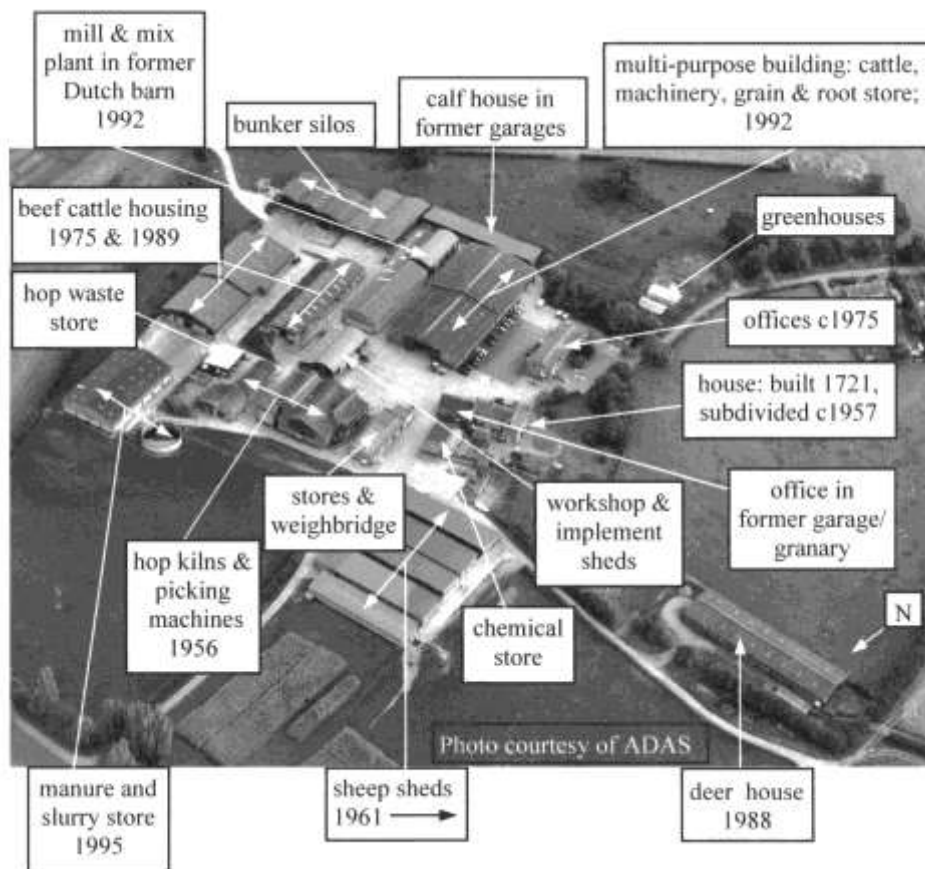 mill & mix
plant in former
Dutch barn
1992
bunker silos
calf house in
former garages
multi-purpose building: cattle,
machinery, grain & root store;
1992
beef cattle housing
1975 & 1989
greenhouses
hop waste
store
offices c1975
house: built 1721,
subdivided c1957
stores &
weighbridge
workshop &
implement
sheds
office in
former garage/
granary
hop kilns &
picking
machines
1956
chemical
store
N
Photo courtesy of ADAS
manure and
slurry store
1995
sheep sheds
1961
deer house
1988